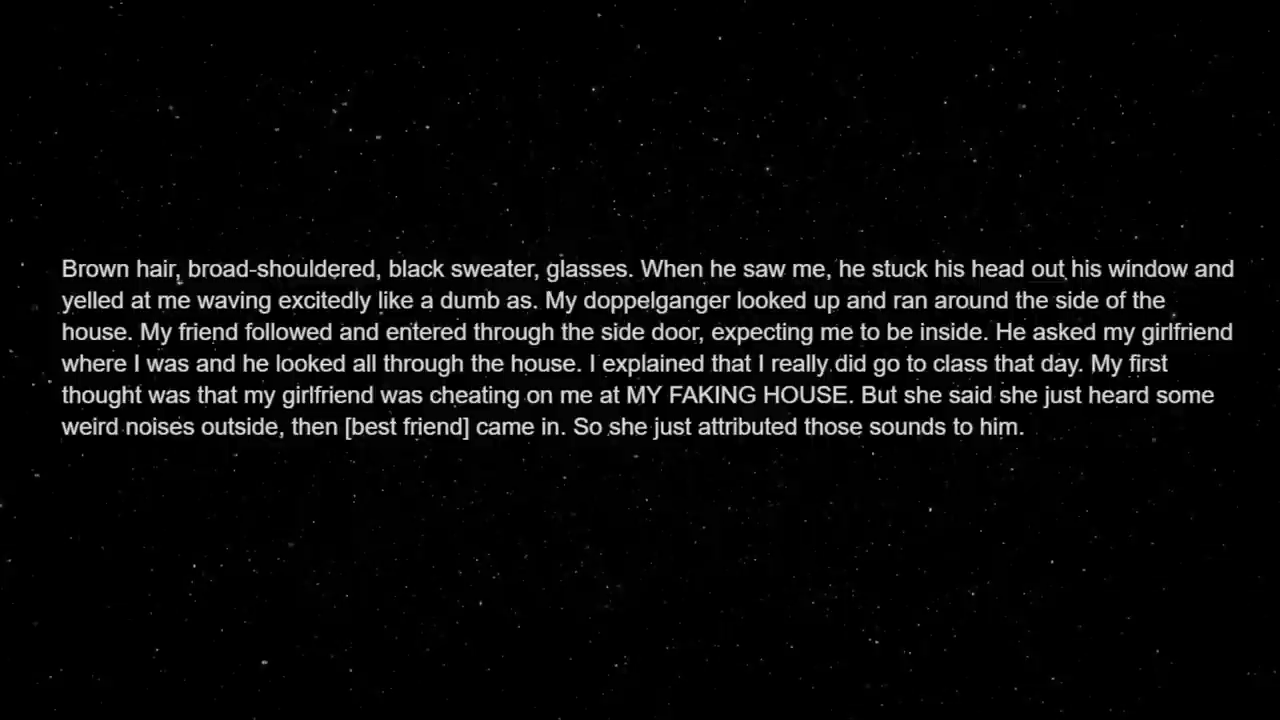 Brown hair, broad-shouldered, black sweater, glasses. When he saw me, he stuck his head out his window and
yelled at me waving excitedly like a dumb as. My doppelganger looked up and ran around the side of the
house. My friend followed and entered through the side door, expecting me to be inside. He asked my girlfriend
where I was and he looked all through the house. I explained that I really did go to class that day. My first
thought was that my girlfriend was cheating on me at MY FAKING HOUSE. But she said she just heard some
weird noises outside, then [best friend] came in. So she just attributed those sounds to him.